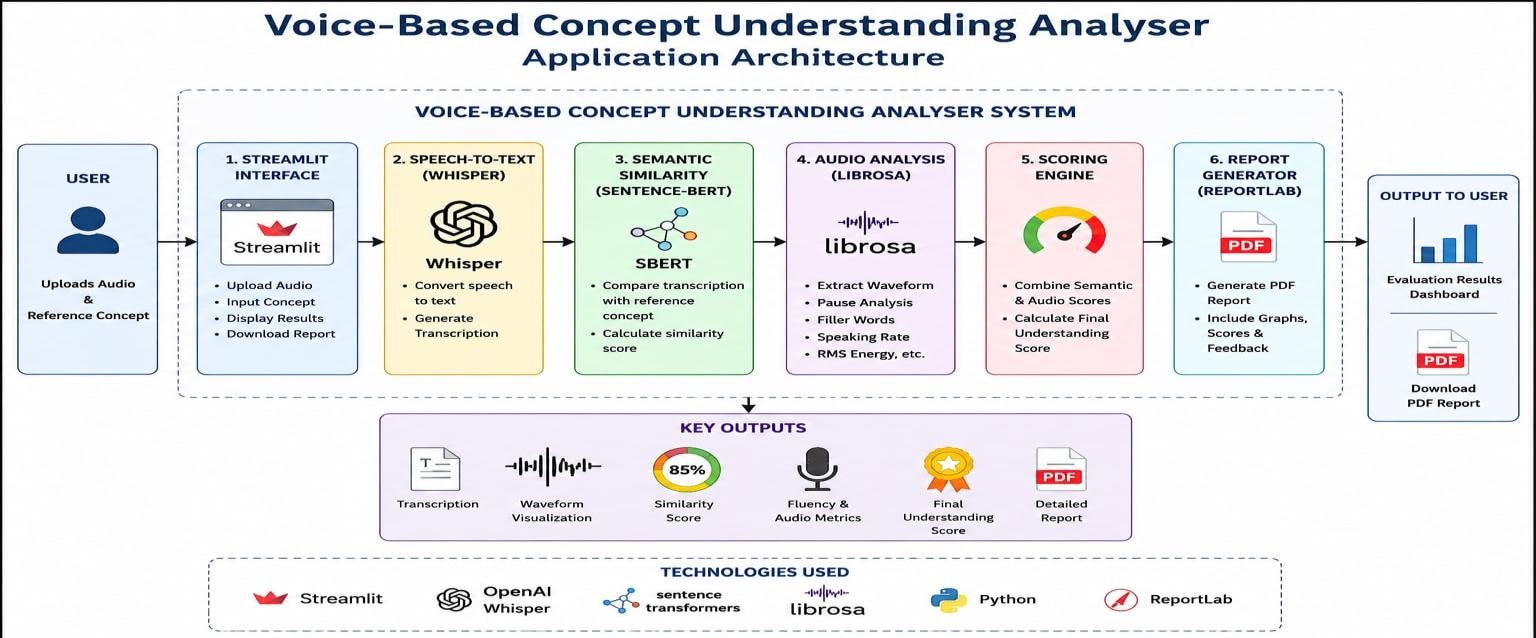 Voice-Based Concept Understanding Analyser
Application Architecture
VOICE-BASED CONCEPT UNDERSTANDING ANALYSER SYSTEM
USER
Uploads Audio
&
Reference Concept
1. STREAMLIT
INTERFACE
Streamlit
• Upload Audio
• Input Concept
• Display Results
• Download Report
2. SPEECH-TO-TEXT
(WHISPER)
Whisper
• Convert speech
to text
• Generate
Transcription
3. SEMANTIC
SIMILARITY
(SENTENCE-BERT)
SBERT
• Compare transcription
with reference
concept
• Calculate similarity
score
4. AUDIO ANALYSIS
(LIBROSA)
librosa
• Extract Waveform
• Pause Analysis
• Filler Words
• Speaking Rate
• RMS Energy, etc.
5. SCORING
ENGINE
• Combine Semantic
& Audio Scores
• Calculate Final
Understanding
Score
6. REPORT
GENERATOR
(REPORTLAB)
PDF
• Generate PDF
Report
• Include Graphs,
Scores &
Feedback
OUTPUT TO USER
Evaluation Results
Dashboard
PDF
Download
PDF Report
KEY OUTPUTS
T
Transcription
Waveform
Visualization
85%
Similarity
Score
Fluency &
Audio Metrics
Final
Understanding
Score
PDF
Detailed
Report
TECHNOLOGIES USED
Streamlit
OpenAI
Whisper
sentence
transformers
librosa
Python
ReportLab